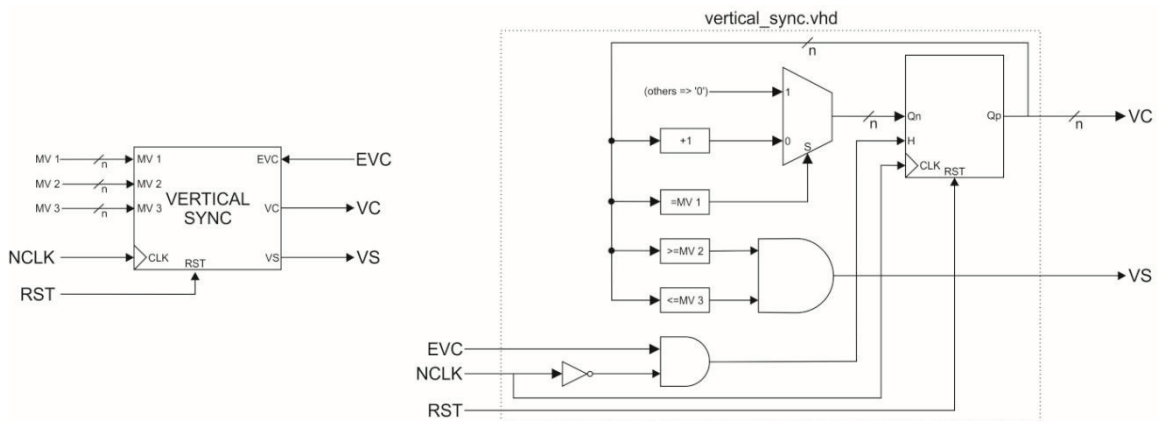 vertical_sync.vhd
MV 1
n
MV 1
EVC
EVC
MV 2
n
MV 2
MV 3
n
MV 3
VERTICAL
SYNC
VC
VC
NCLK
CLK
RST
VS
VS
RST
n
(others => '0')
1
+1
0
S
n
Qn
Qp
n
VC
H
CLK
RST
=MV 1
>=MV 2
<=MV 3
VS
EVC
NCLK
RST